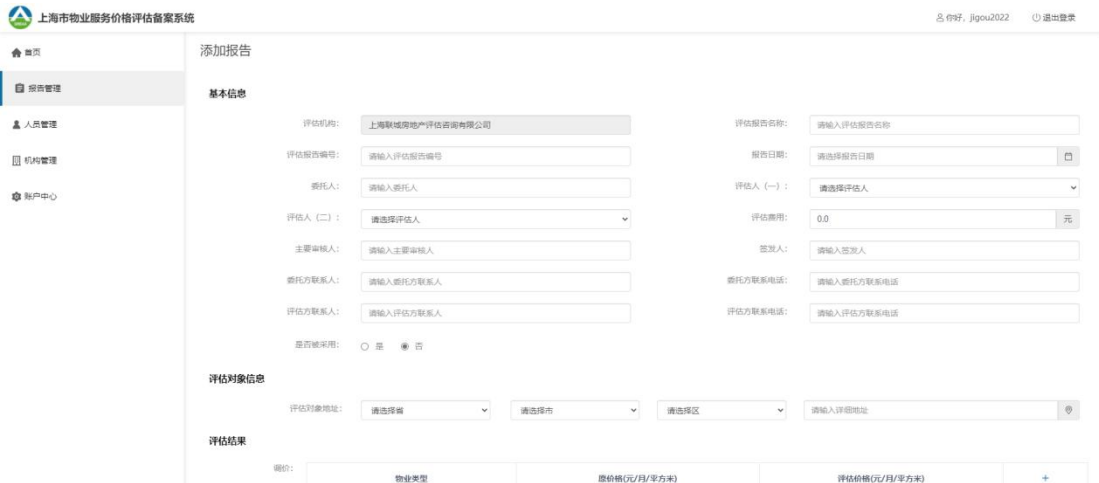 上海市物业服务价格评估备案系统
你好，jigou2022 退出登录
首页
报告管理
人员管理
机构管理
账户中心
添加报告
基本信息
评估机构： 上海联城房地产评估咨询有限公司 评估报告名称： 请输入评估报告名称
评估报告编号： 请输入评估报告编号 报告日期： 请选择报告日期
委托人： 请输入委托人 评估人（一）： 请选择评估人
评估人（二）： 请选择评估人 评估费用： 0.0 元
主要审核人： 请输入主要审核人 签发人： 请输入签发人
委托方联系人： 请输入委托方联系人 委托方联系电话： 请输入委托方联系电话
评估方联系人： 请输入评估方联系人 评估方联系电话： 请输入评估方联系电话
是否被采用： 是 否
评估对象信息
评估对象地址： 请选择省 请选择市 请选择区 请输入详细地址
评估结果
调价： 物业类型 原价格(元/月/平方米) 评估价格(元/月/平方米) +